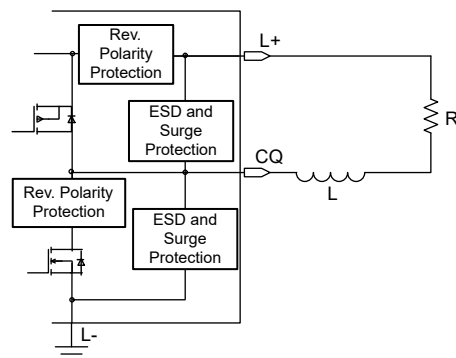 Rev.
Polarity
Protection
L+
ESD and
Surge
Protection
R
CQ
L
Rev. Polarity
Protection
ESD and
Surge
Protection
L-